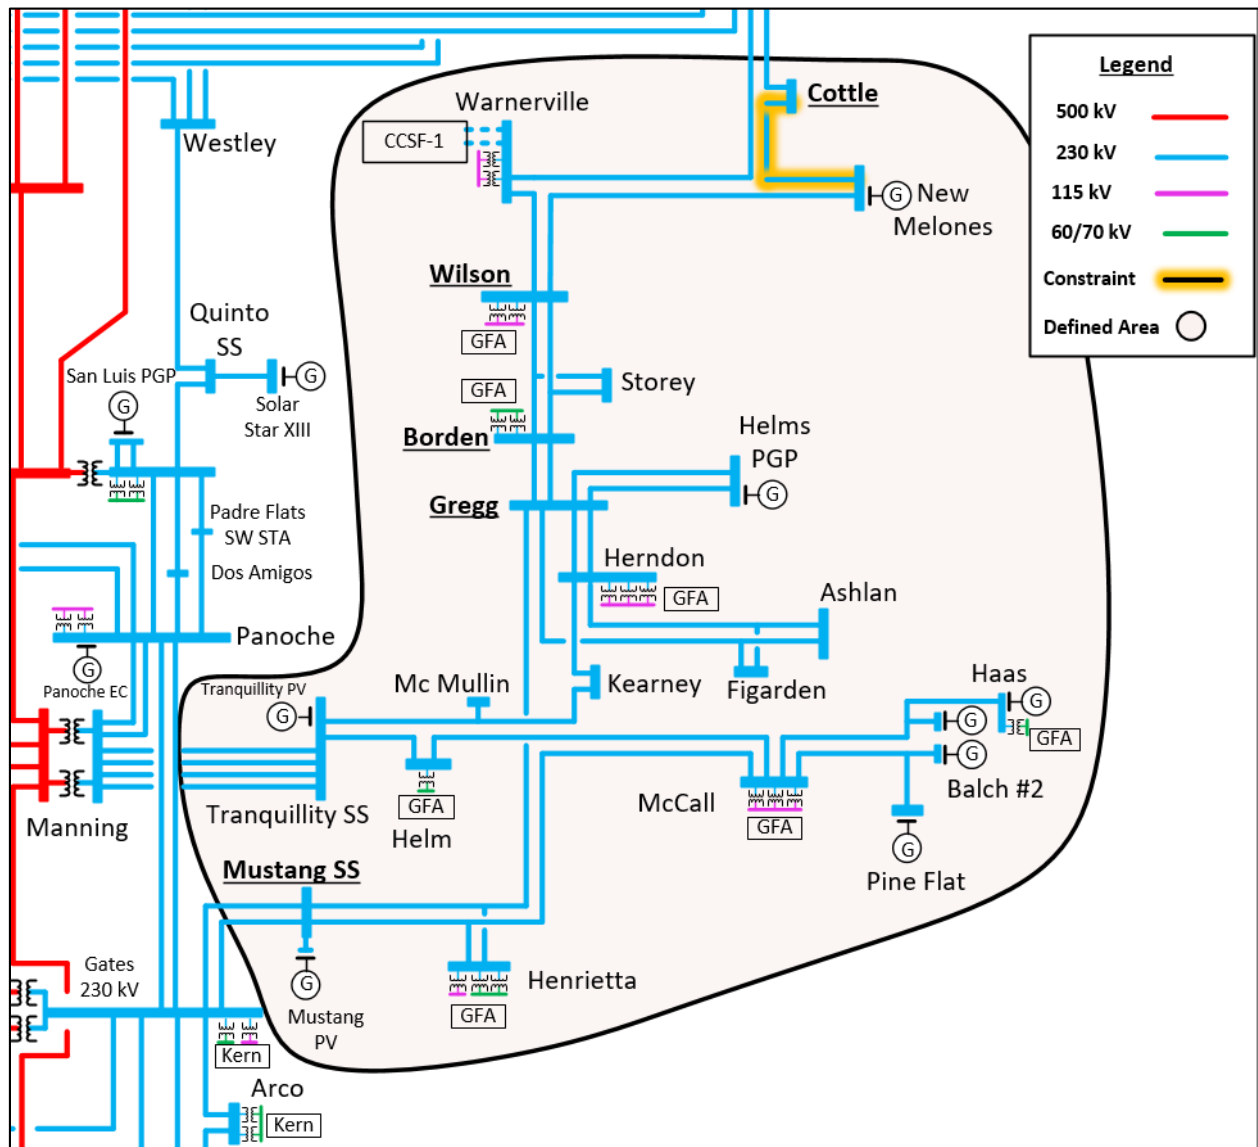 Legend
500 kV
230 kV
115 kV
60/70 kV
Constraint
Defined Area
Cottle
Warnerville
CCSF-1
Westley
G
New
Melones
Wilson
GFA
Quinto
SS
San Luis PGP
G
G
Solar
Star XIII
GFA
Storey
Borden
Helms
PGP
G
Gregg
Padre Flats
SW STA
Dos Amigos
Herndon
GFA
Ashlan
Panoche
G
Panoche EC
Tranquillity PV
G
Mc Mullin
Kearney
Figarden
Haas
G
G
GFA
G
Balch #2
Manning
Tranquillity SS
GFA
Helm
McCall
GFA
G
Pine Flat
Mustang SS
Gates
230 kV
G
Mustang
PV
Henrietta
GFA
Kern
Arco
Kern